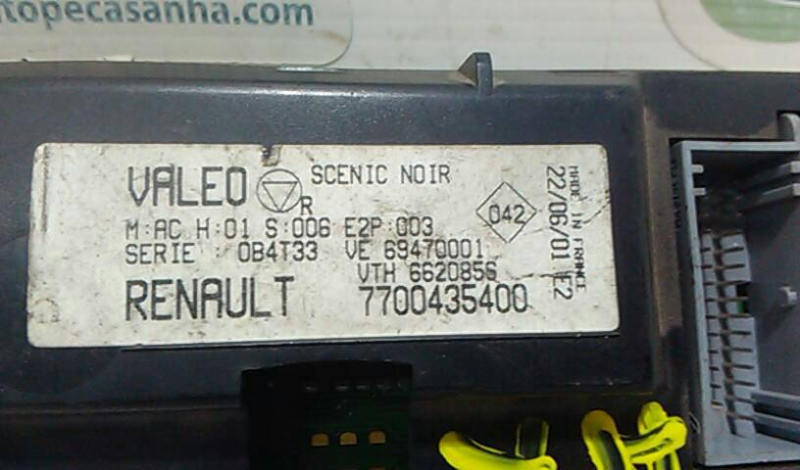 topecasanha.com
VALEO R SCENIC NOIR
M:AC H:01 S:006 E2P:003
SERIE : 0B4T33 VE 69470001
VTH 6620856
RENAULT 7700435400
042
MADE IN FRANCE
22/06/01 E2